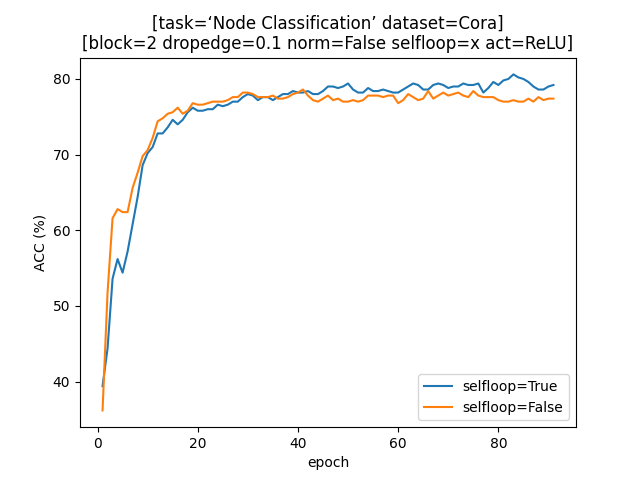 [task=‘Node Classification’ dataset=Cora]
[block=2 dropedge=0.1 norm=False selfloop=x act=ReLU]
ACC (%)
80
70
60
50
40
0 20 40 60 80
epoch
selfloop=True
selfloop=False